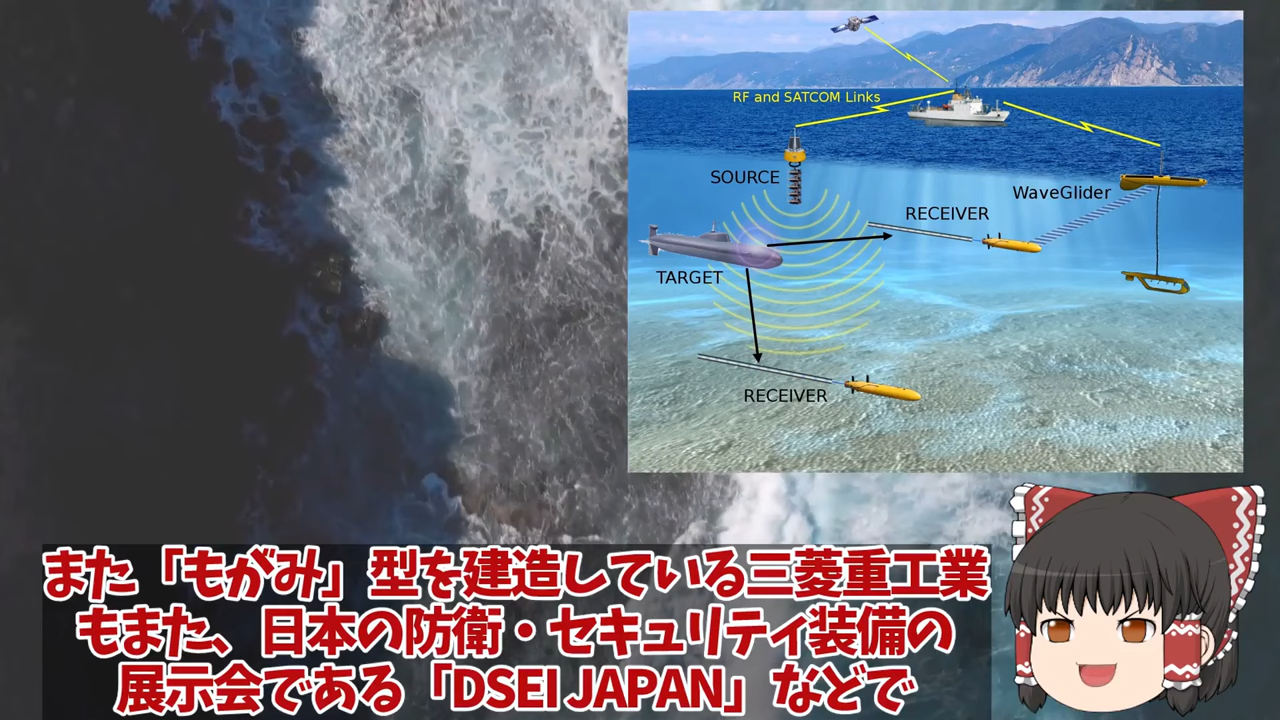 RF and SATCOM Links
SOURCE
WaveGlider
RECEIVER
TARGET
RECEIVER
また「もがみ」型を建造している三菱重工業
もまた、日本の防衛・セキュリティ装備の
展示会である「DSEI JAPAN」などで